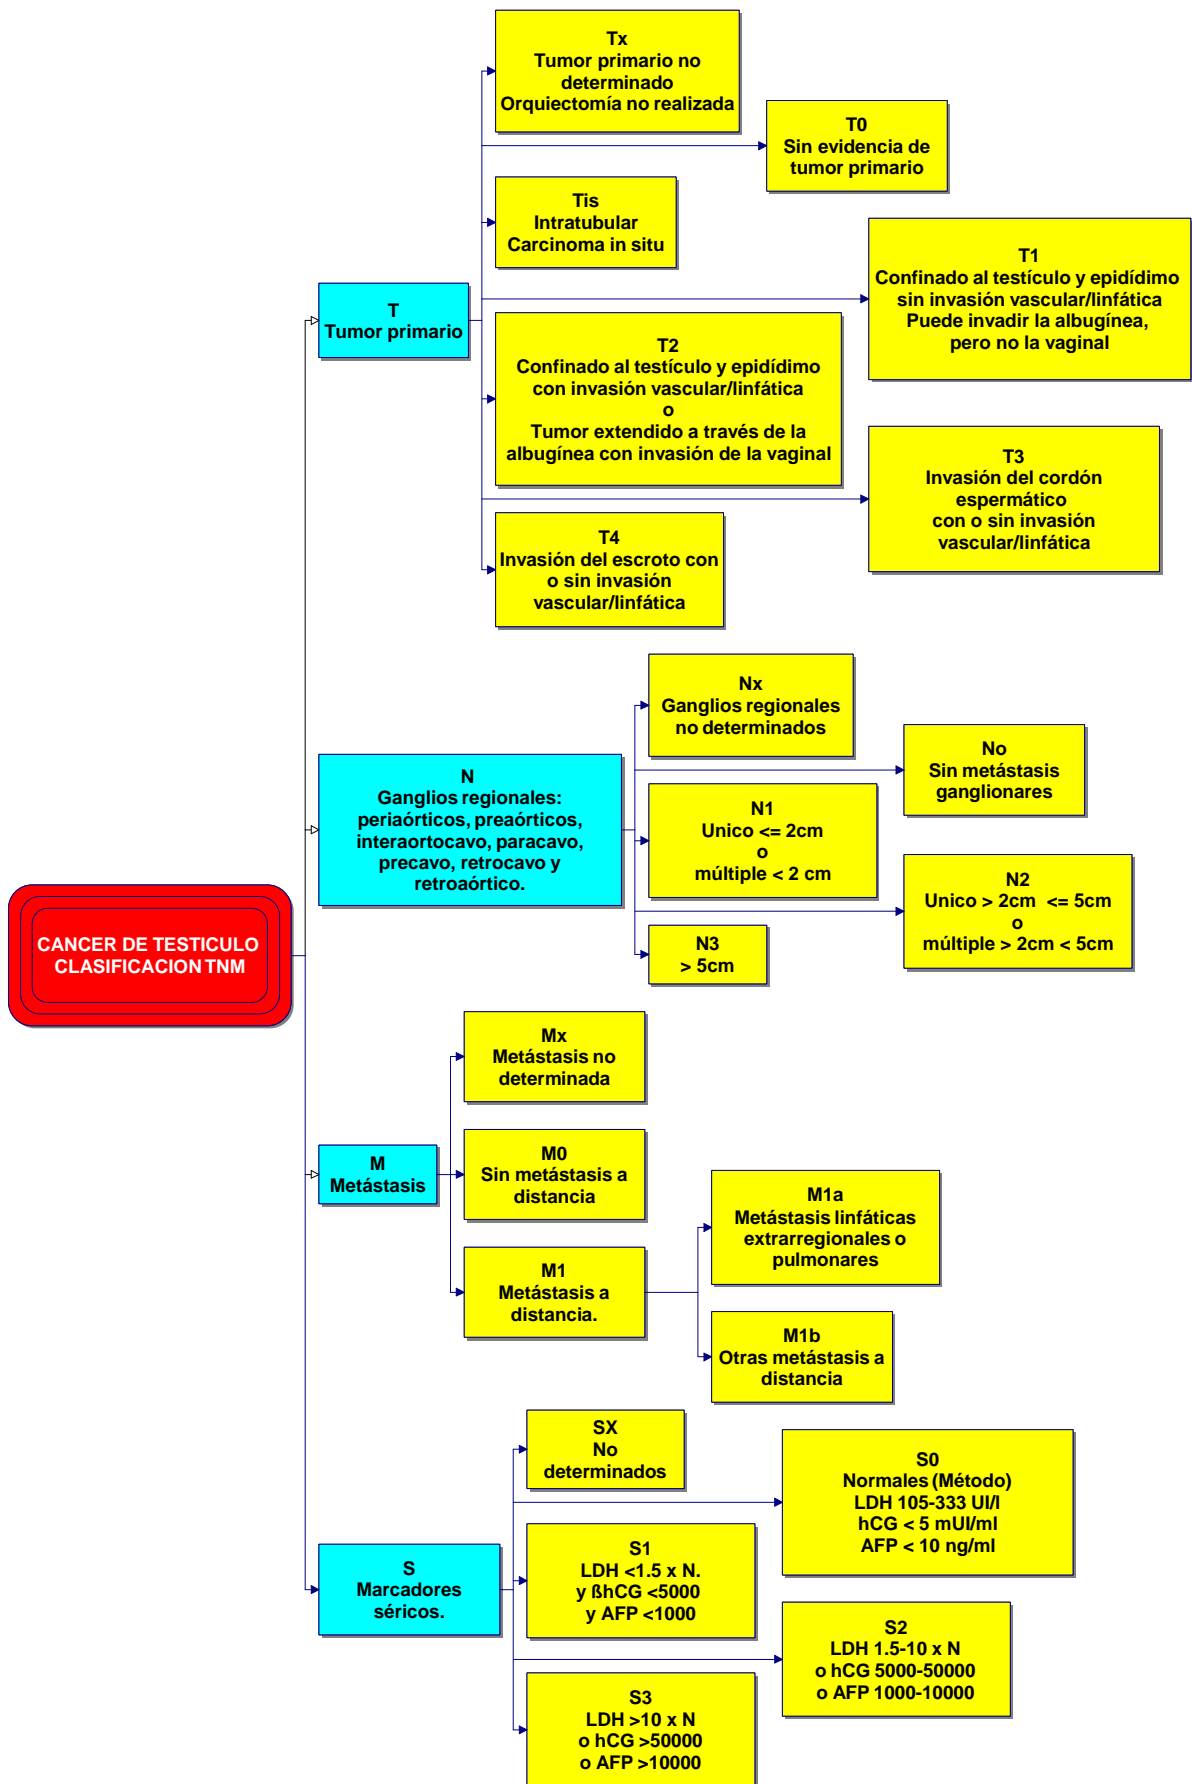 CANCER DE TESTICULO
CLASIFICACION TNM
T
Tumor primario
Tx
Tumor primario no
determinado
Orquiectomía no realizada
T0
Sin evidencia de
tumor primario
Tis
Intratubular
Carcinoma in situ
T1
Confinado al testículo y epidídimo
sin invasión vascular/linfática
Puede invadir la albugínea,
pero no la vaginal
T2
Confinado al testículo y epidídimo
con invasión vascular/linfática
o
Tumor extendido a través de la
albugínea con invasión de la vaginal
T3
Invasión del cordón
espermático
con o sin invasión
vascular/linfática
T4
Invasión del escroto con
o sin invasión
vascular/linfática
N
Ganglios regionales:
periaórticos, preaórticos,
interaortocavo, paracavo,
precavo, retrocavo y
retroaórtico.
Nx
Ganglios regionales
no determinados
No
Sin metástasis
ganglionares
N1
Unico <= 2cm
o
múltiple < 2 cm
N2
Unico > 2cm <= 5cm
o
múltiple > 2cm < 5cm
N3
> 5cm
M
Metástasis
Mx
Metástasis no
determinada
M0
Sin metástasis a
distancia
M1
Metástasis a
distancia.
M1a
Metástasis linfáticas
extrarregionales o
pulmonares
M1b
Otras metástasis a
distancia
S
Marcadores
séricos.
SX
No
determinados
S0
Normales (Método)
LDH 105-333 UI/l
hCG < 5 mUI/ml
AFP < 10 ng/ml
S1
LDH <1.5 x N.
y ßhCG <5000
y AFP <1000
S2
LDH 1.5-10 x N
o hCG 5000-50000
o AFP 1000-10000
S3
LDH >10 x N
o hCG >50000
o AFP >10000